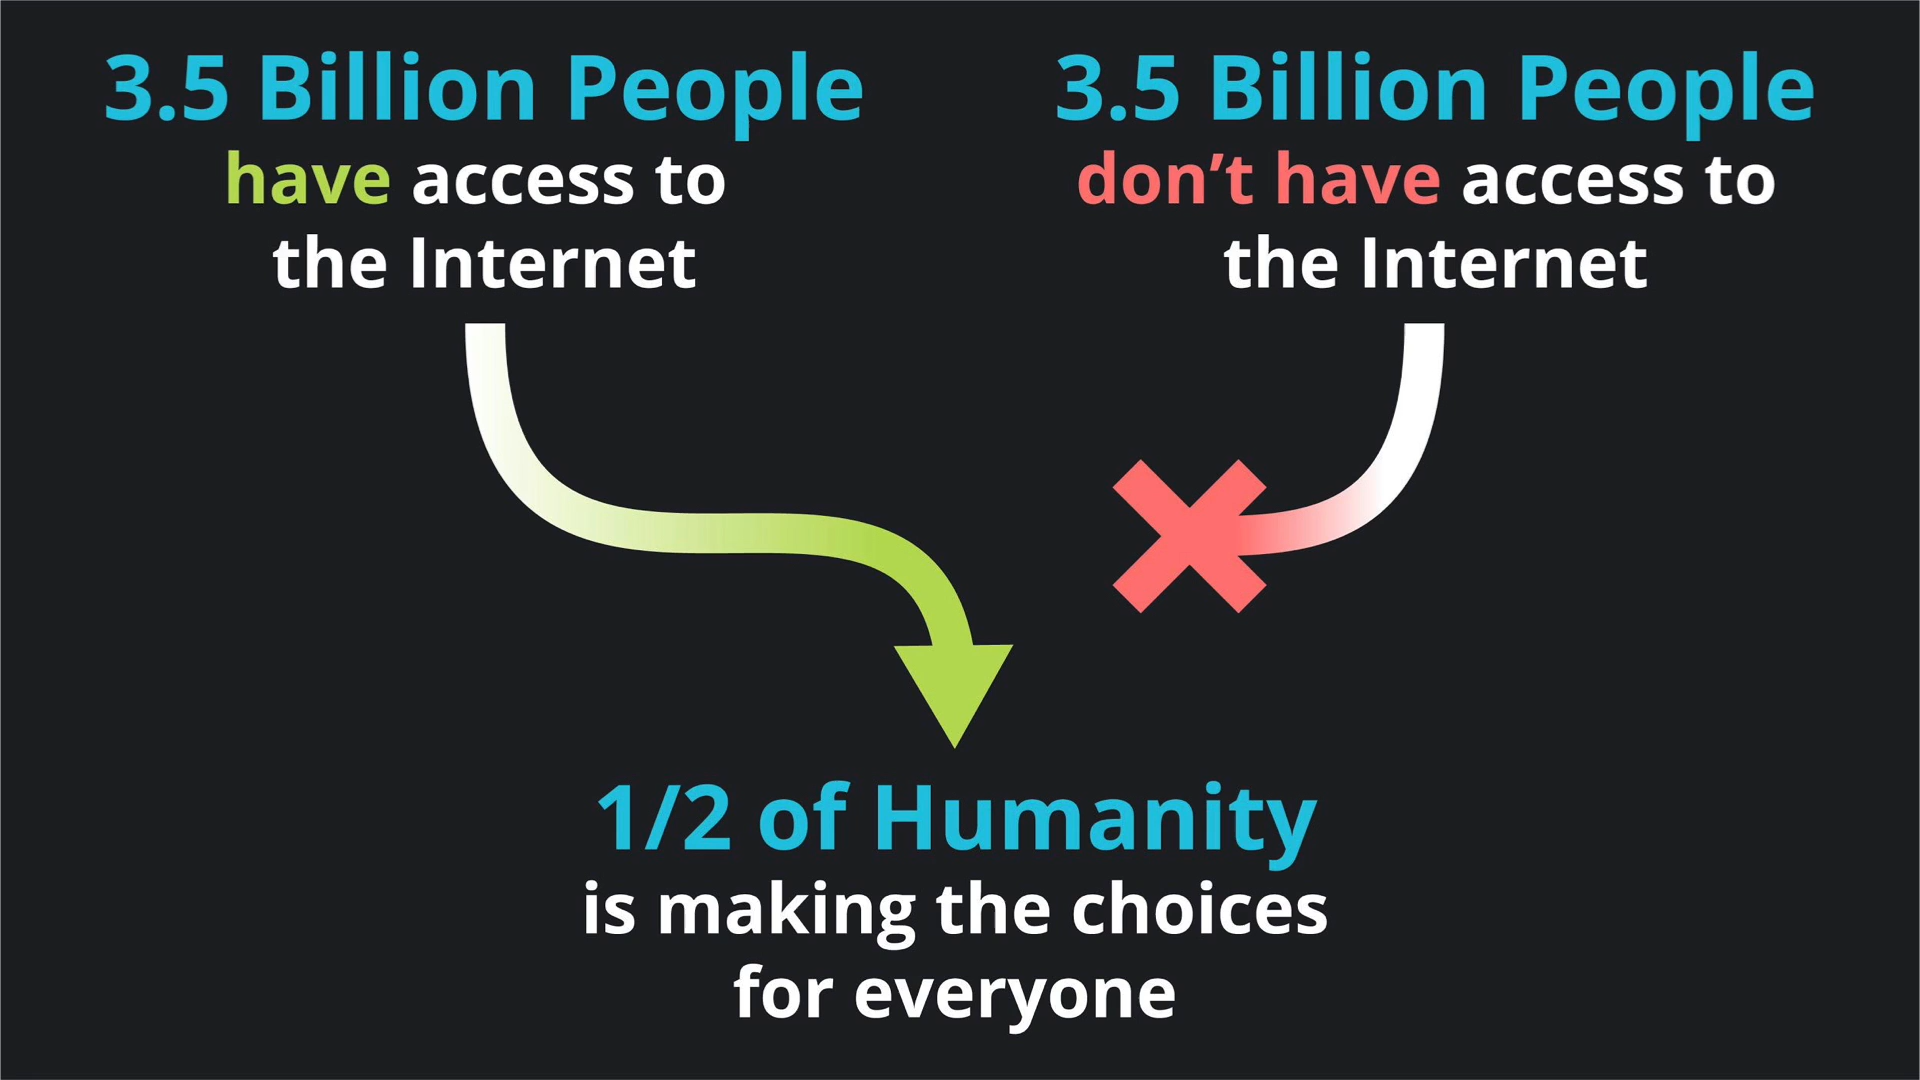 3.5 Billion People
have access to
the Internet
3.5 Billion People
don’t have access to
the Internet
1/2 of Humanity
is making the choices
for everyone